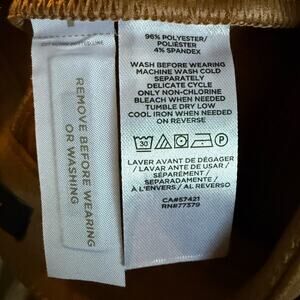 96% POLYESTER/
POLIÉSTER
4% SPANDEX
WASH BEFORE WEARING
MACHINE WASH COLD
SEPARATELY
DELICATE CYCLE
ONLY NON-CHLORINE
BLEACH WHEN NEEDED
TUMBLE DRY LOW
COOL IRON WHEN NEEDED
ON REVERSE
30
P
LAVER AVANT DE DÉGAGER
/ LAVAR ANTE DE USAR /
SÉPARÉMENT /
SEPARADAMENTE /
À L'ENVERS / AL REVERSO
CA#57421
RN#77379
REMOVE BEFORE WEARING
OR WASHING